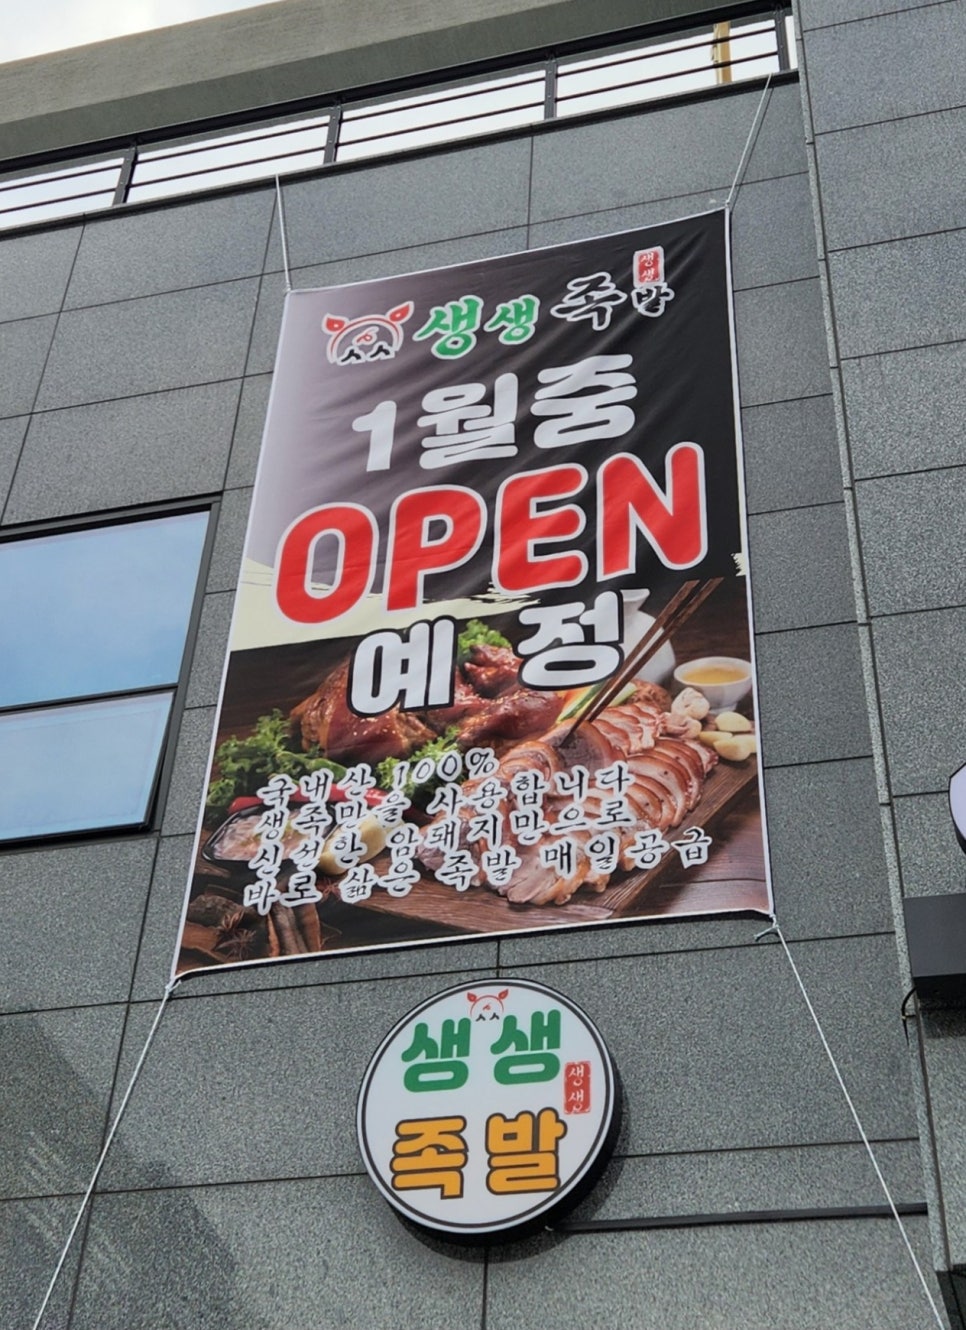 생생족발
생생
1월중
OPEN
예정
국내산 100%
생족만을 사용합니다
신선한 암돼지만으로
바로 삶은 족발 매일공급
생생
생생
족발